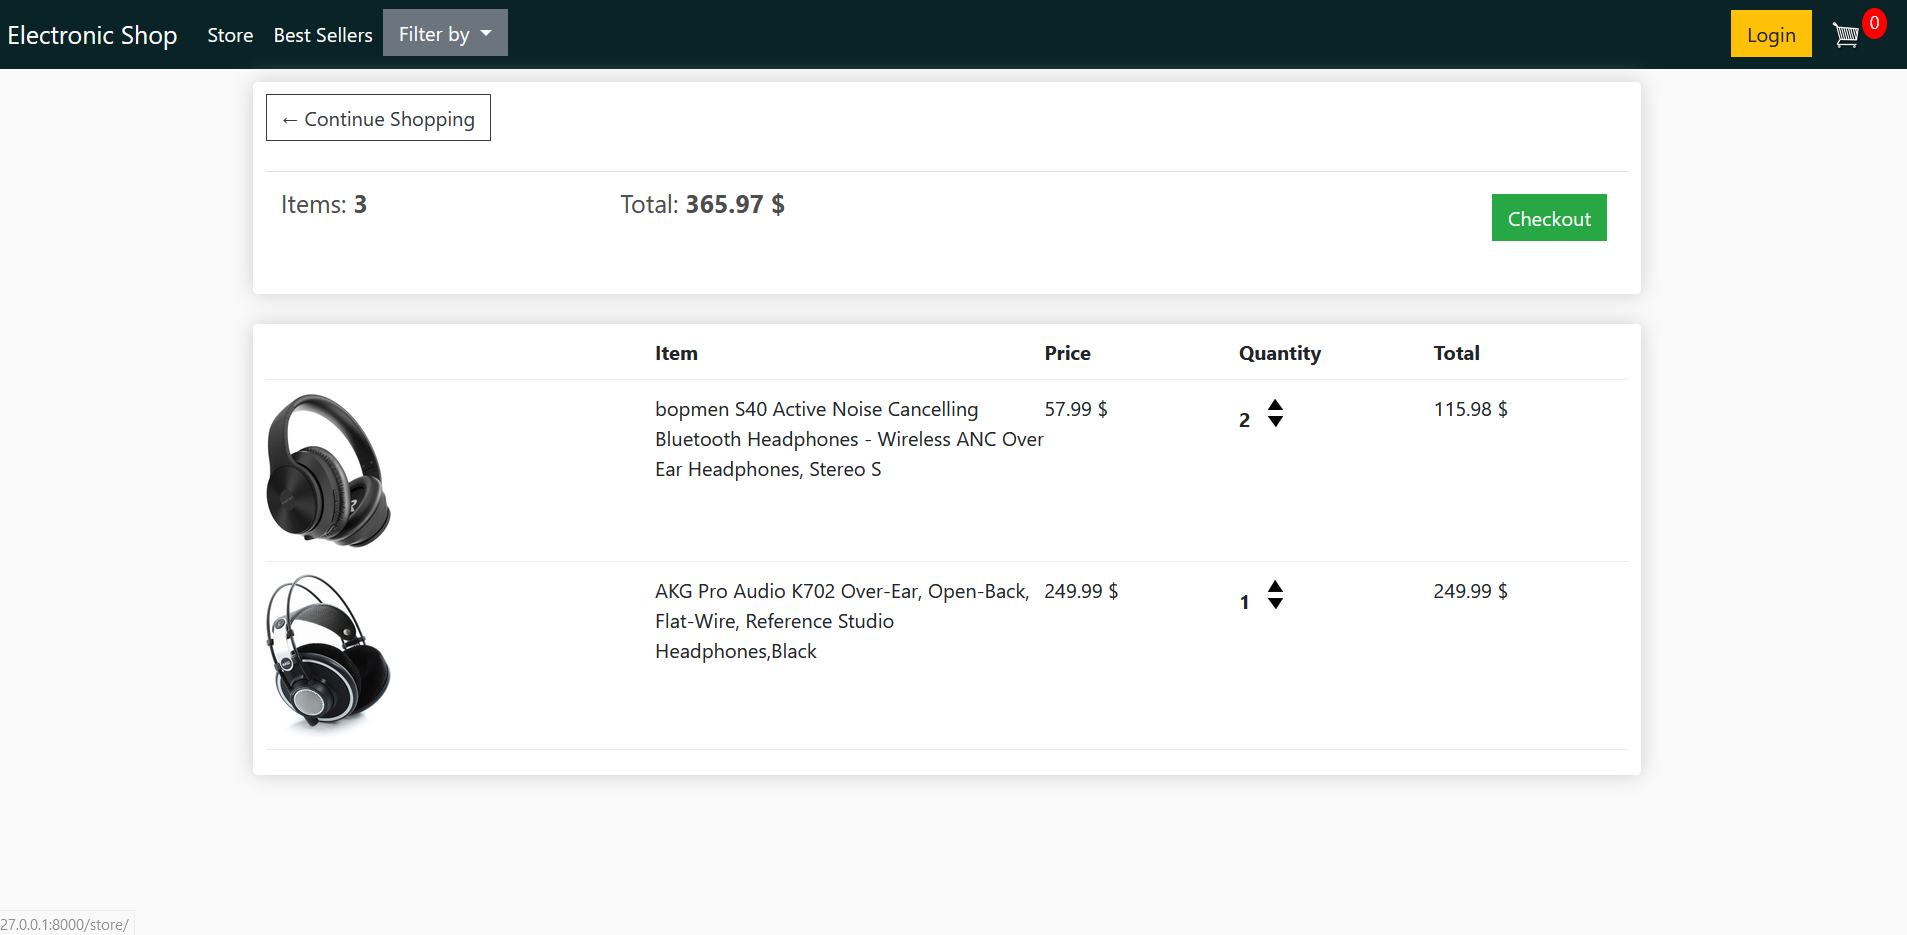 Electronic Shop Store Best Sellers Filter by Login 0
← Continue Shopping
Items: 3 Total: 365.97 $
Checkout
Item Price Quantity Total
bopmen S40 Active Noise Cancelling 57.99 $ 2 115.98 $
Bluetooth Headphones - Wireless ANC Over
Ear Headphones, Stereo S
AKG Pro Audio K702 Over-Ear, Open-Back, 249.99 $ 1 249.99 $
Flat-Wire, Reference Studio
Headphones,Black
AKG
27.0.0.1:8000/store/